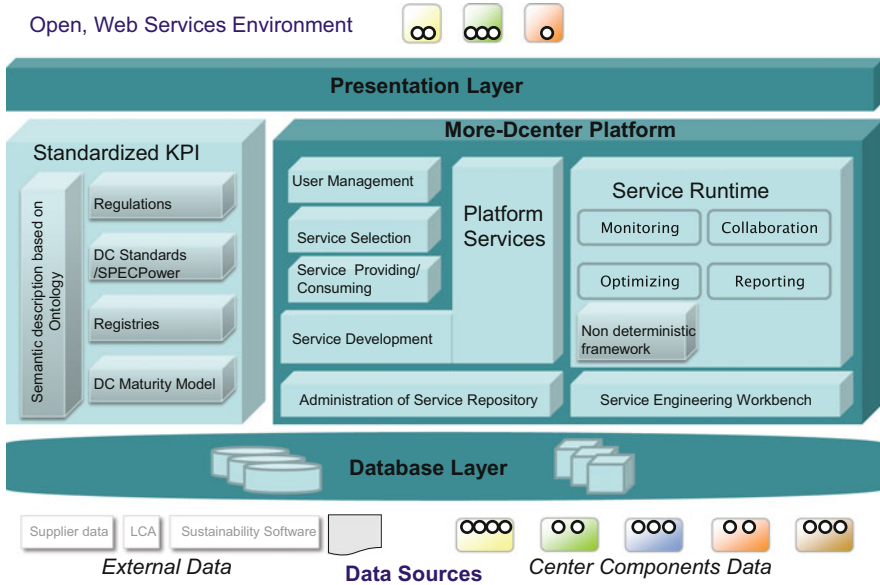 Open, Web Services Environment
Presentation Layer
Standardized KPI
Semantic description based on
Ontology
Regulations
DC Standards
/SPECPower
Registries
DC Maturity Model
More-Dcenter Platform
User Management
Service Selection
Service Providing/
Consuming
Service Development
Platform
Services
Service Runtime
Monitoring
Collaboration
Optimizing
Reporting
Non deterministic
framework
Administration of Service Repository
Service Engineering Workbench
Database Layer
Supplier data
LCA
Sustainability Software
External Data
Data Sources
Center Components Data